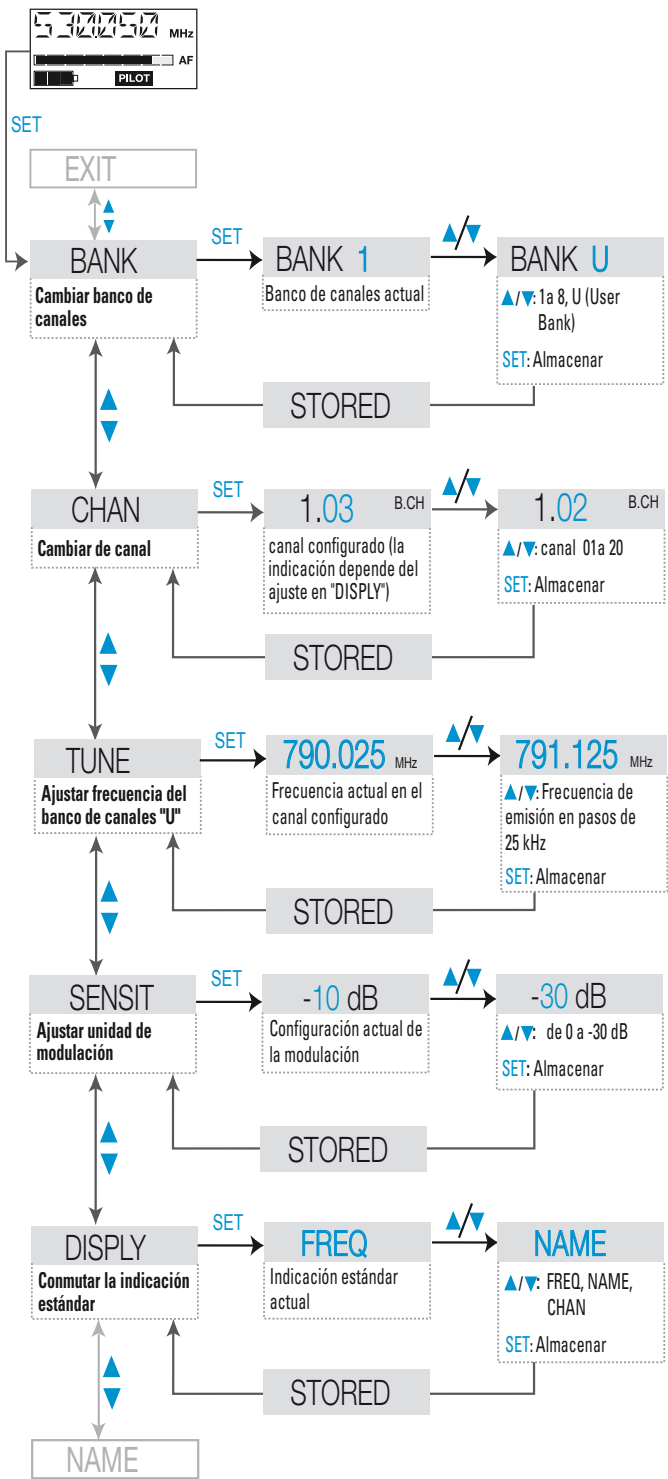 530.050 MHz
AF
PILOT
SET
EXIT
BANK
Cambiar banco de
canales
SET
BANK 1
Banco de canales actual
▲/▼
BANK U
▲/▼: 1a 8, U (User
Bank)
SET: Almacenar
STORED
CHAN
Cambiar de canal
SET
1.03 B.CH
canal configurado (la
indicación depende del
ajuste en "DISPLY")
▲/▼
1.02 B.CH
▲/▼: canal 01a 20
SET: Almacenar
STORED
TUNE
Ajustar frecuencia del
banco de canales "U"
SET
790.025 MHz
Frecuencia actual en el
canal configurado
▲/▼
791.125 MHz
▲/▼: Frecuencia de
emisión en pasos de
25 kHz
SET: Almacenar
STORED
SENSIT
Ajustar unidad de
modulación
SET
-10 dB
Configuración actual de
la modulación
▲/▼
-30 dB
▲/▼: de 0 a -30 dB
SET: Almacenar
STORED
DISPLY
Conmutar la indicación
estándar
SET
FREQ
Indicación estándar
actual
▲/▼
NAME
▲/▼: FREQ, NAME,
CHAN
SET: Almacenar
STORED
NAME